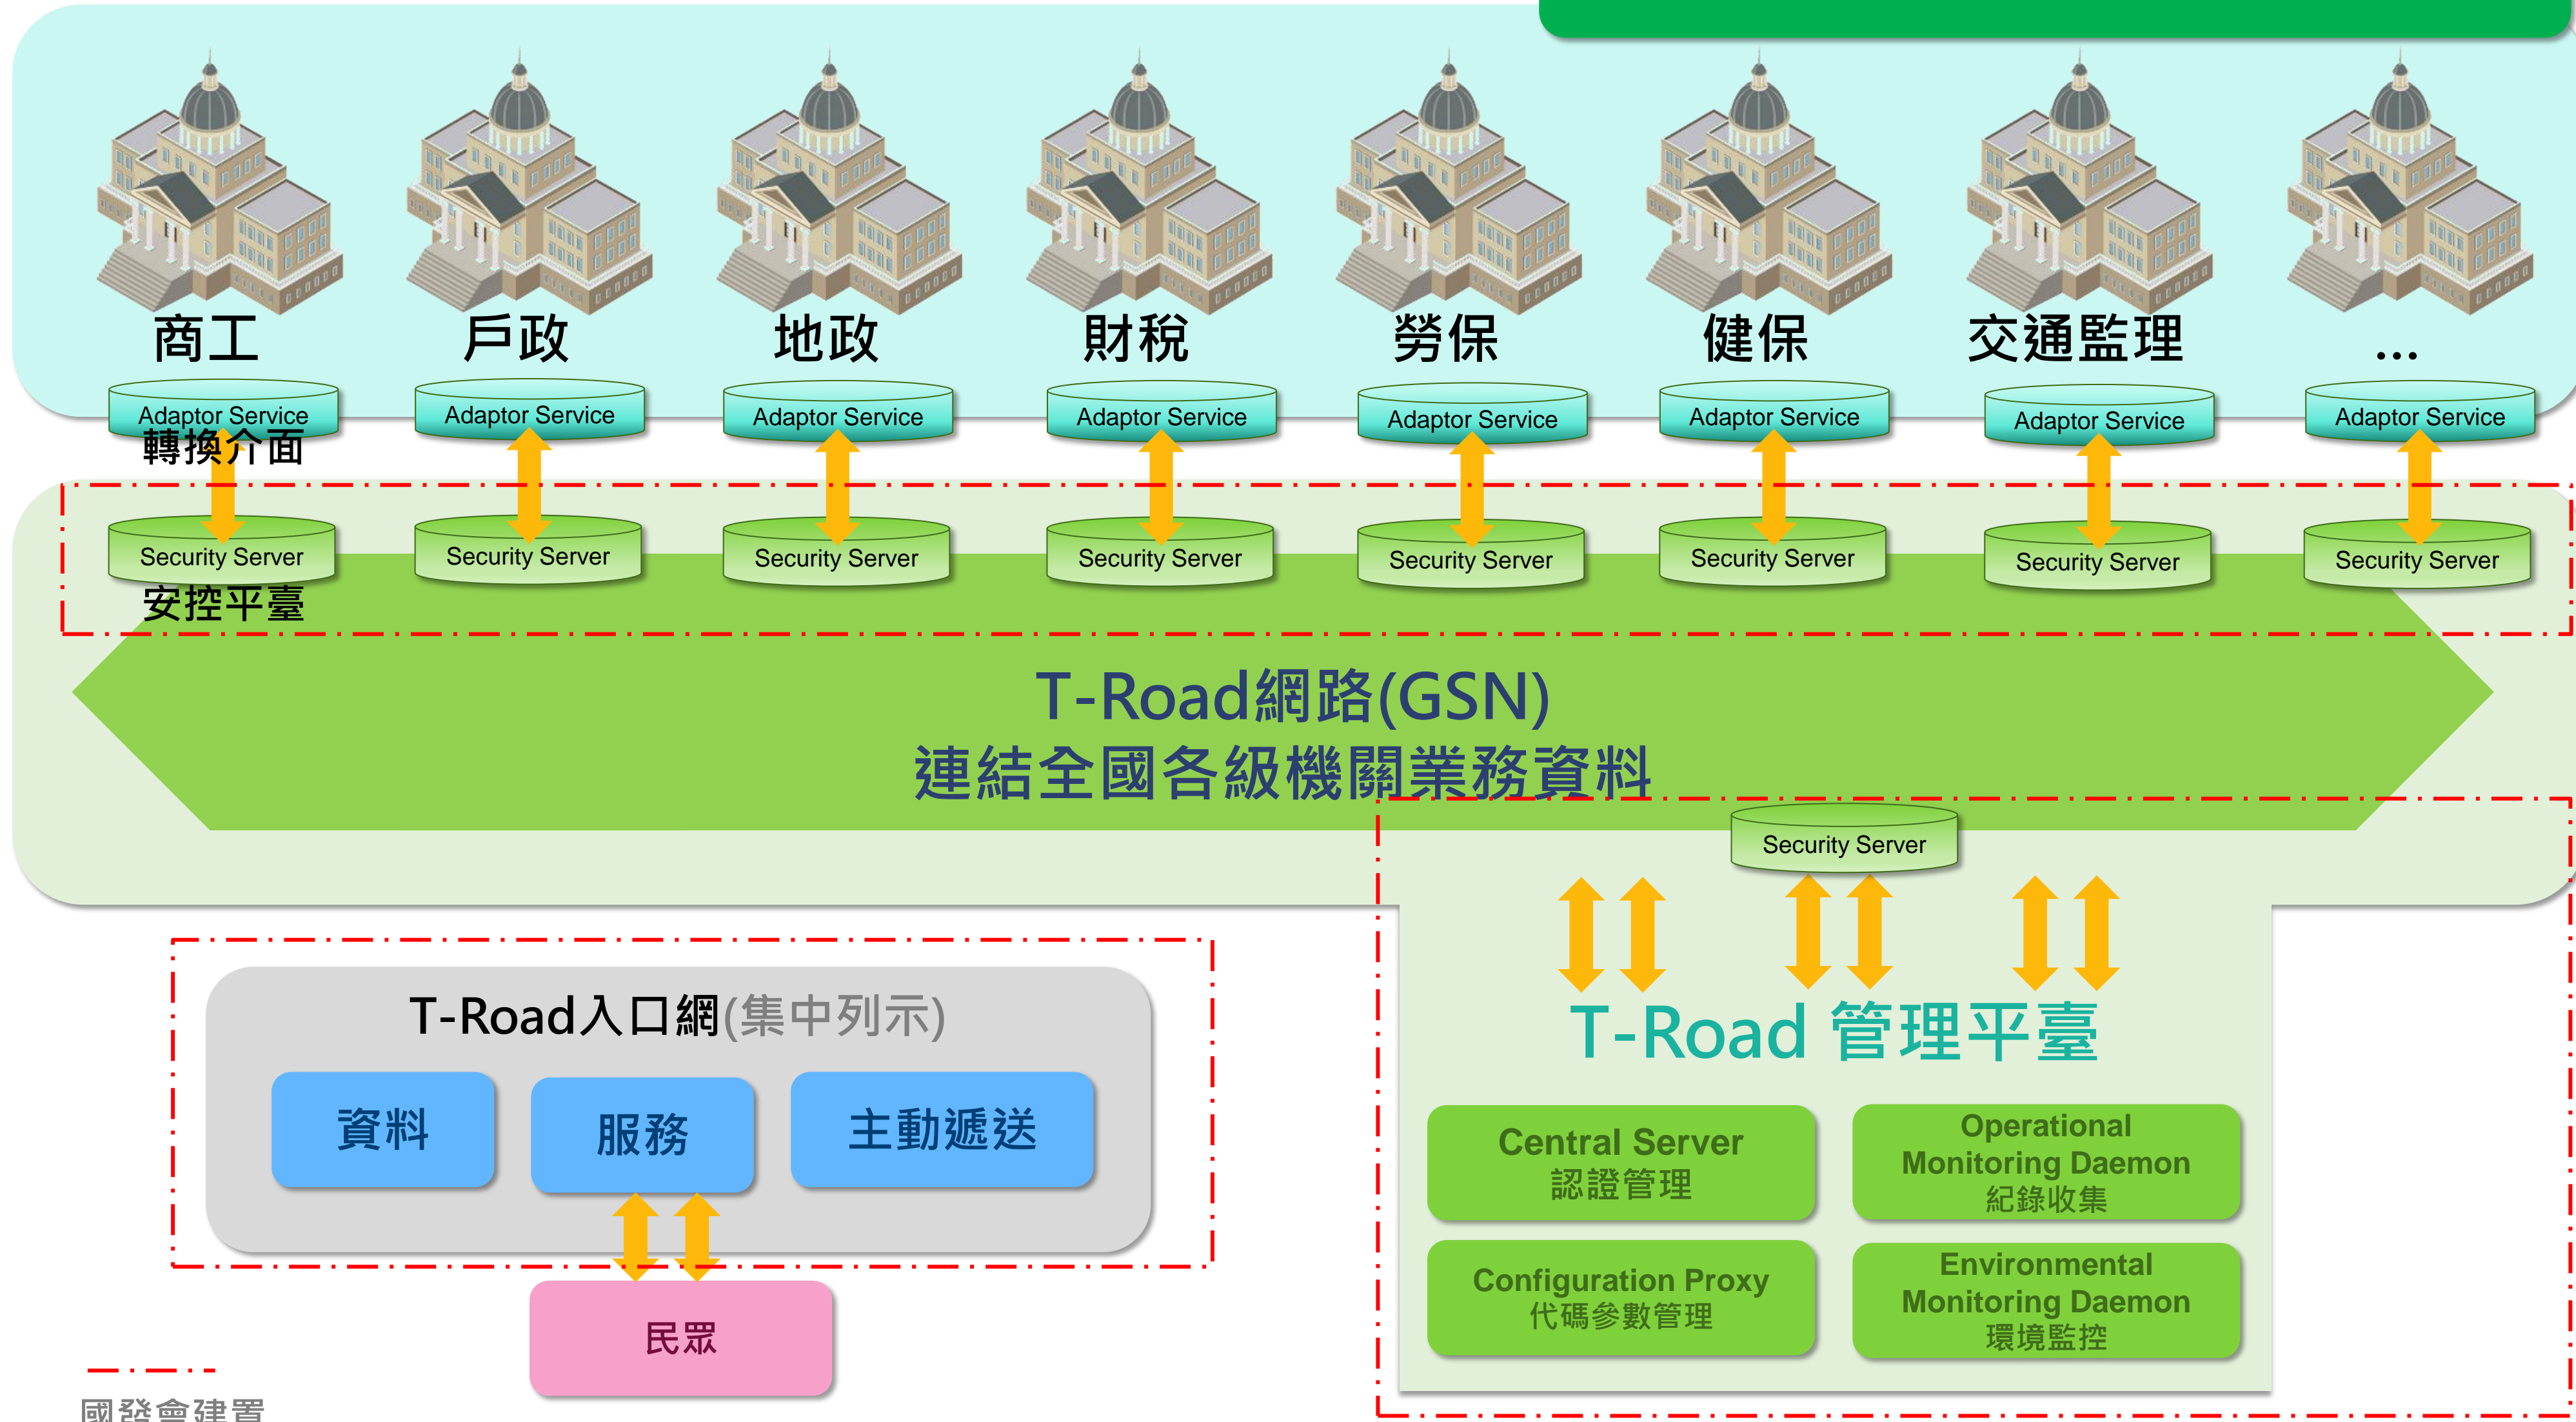 商工
戶政
地政
財稅
勞保
健保
交通監理
...
Adaptor Service
Adaptor Service
Adaptor Service
Adaptor Service
Adaptor Service
Adaptor Service
Adaptor Service
Adaptor Service
轉換介面
Security Server
Security Server
Security Server
Security Server
Security Server
Security Server
Security Server
Security Server
安控平臺
T-Road網路(GSN)
連結全國各級機關業務資料
Security Server
T-Road入口網(集中列示)
資料
服務
主動遞送
民眾
T-Road 管理平臺
Central Server
認證管理
Operational
Monitoring Daemon
紀錄收集
Configuration Proxy
代碼參數管理
Environmental
Monitoring Daemon
環境監控
國發會建置